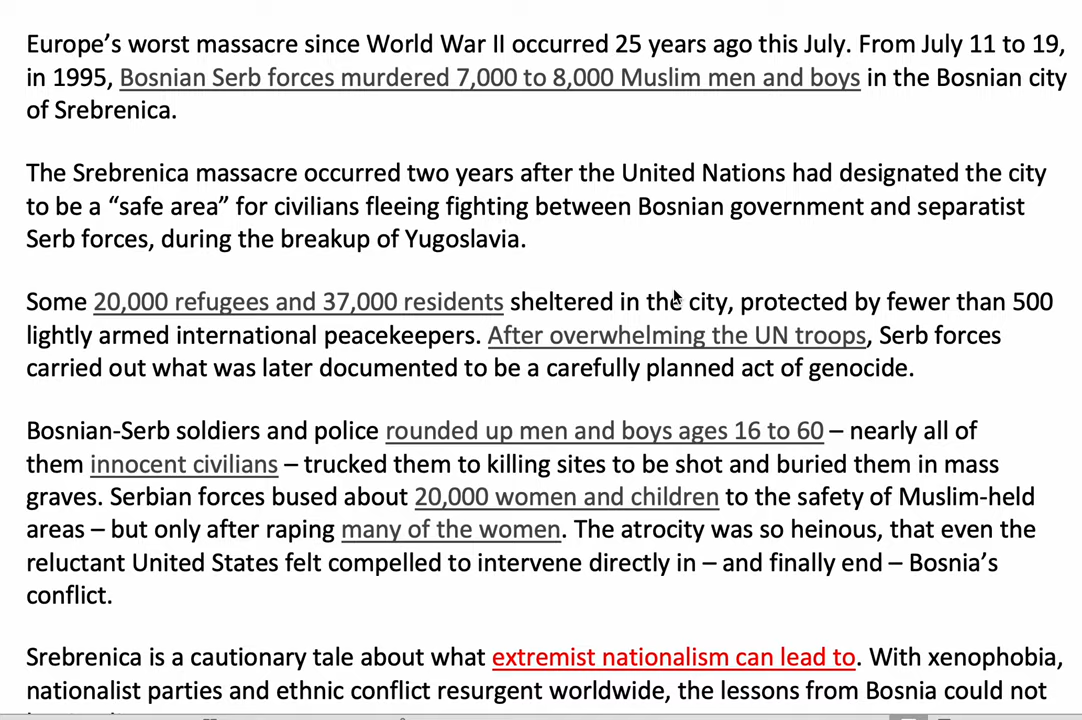 Europe’s worst massacre since World War II occurred 25 years ago this July. From July 11 to 19,
in 1995, Bosnian Serb forces murdered 7,000 to 8,000 Muslim men and boys in the Bosnian city
of Srebrenica.
The Srebrenica massacre occurred two years after the United Nations had designated the city
to be a “safe area” for civilians fleeing fighting between Bosnian government and separatist
Serb forces, during the breakup of Yugoslavia.
Some 20,000 refugees and 37,000 residents sheltered in the city, protected by fewer than 500
lightly armed international peacekeepers. After overwhelming the UN troops, Serb forces
carried out what was later documented to be a carefully planned act of genocide.
Bosnian-Serb soldiers and police rounded up men and boys ages 16 to 60 – nearly all of
them innocent civilians – trucked them to killing sites to be shot and buried them in mass
graves. Serbian forces bused about 20,000 women and children to the safety of Muslim-held
areas – but only after raping many of the women. The atrocity was so heinous, that even the
reluctant United States felt compelled to intervene directly in – and finally end – Bosnia’s
conflict.
Srebrenica is a cautionary tale about what extremist nationalism can lead to. With xenophobia,
nationalist parties and ethnic conflict resurgent worldwide, the lessons from Bosnia could not